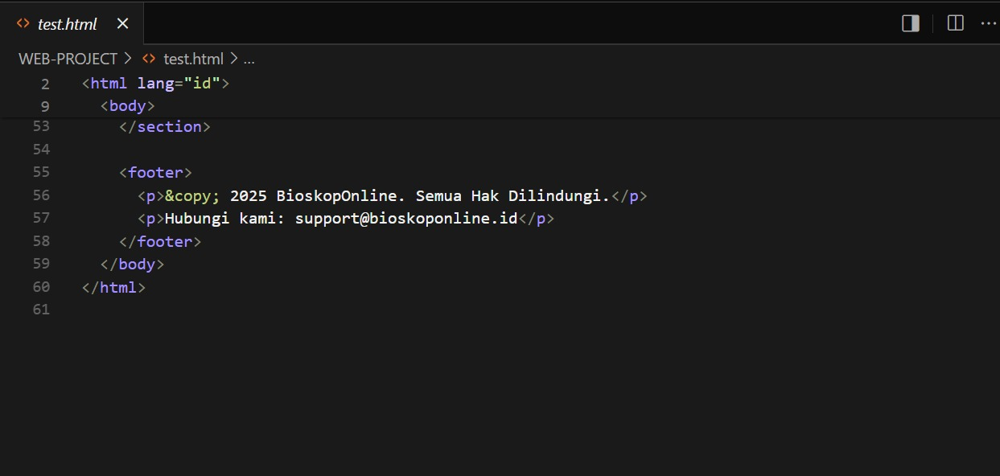 test.html
WEB-PROJECT > test.html > ...
2 <html lang="id">
9 <body>
53 </section>
54
55 <footer>
56 <p>&copy; 2025 BioskopOnline. Semua Hak Dilindungi.</p>
57 <p>Hubungi kami: support@bioskoponline.id</p>
58 </footer>
59 </body>
60 </html>
61